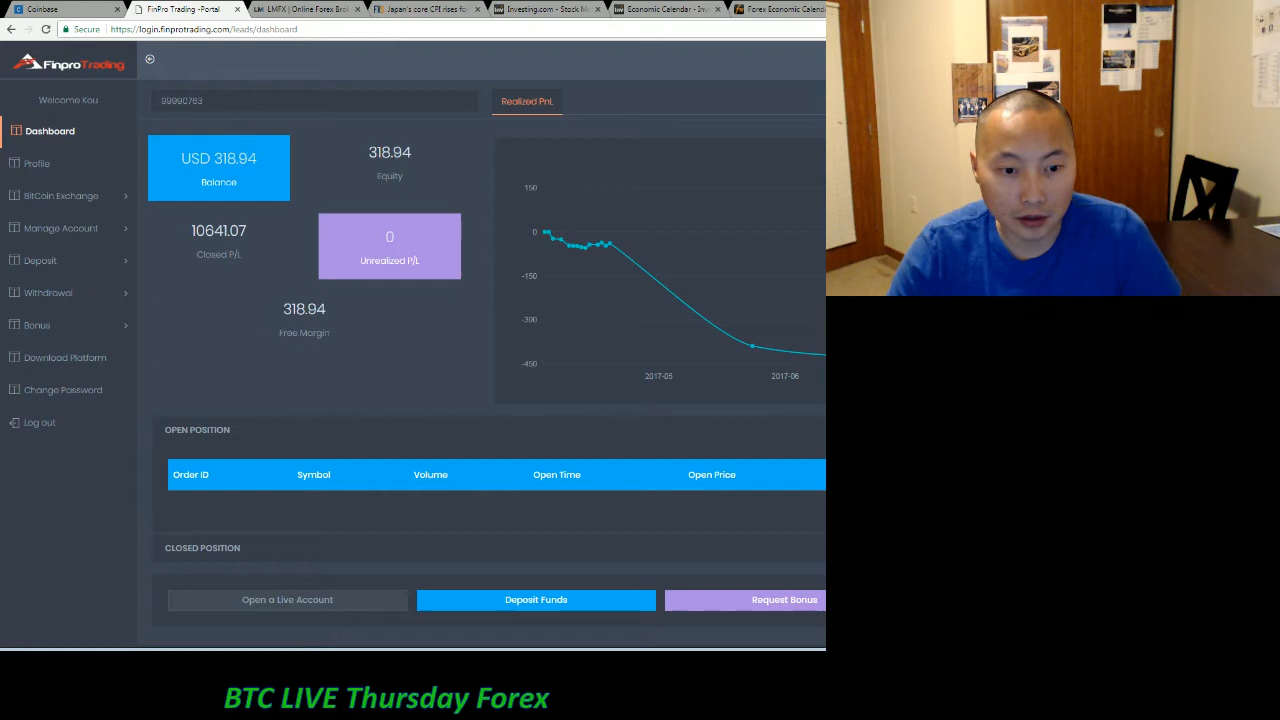 Coinbase
FinPro Trading - Portal
LMFX | Online Forex Brok
Japan's core CPI rises fo
Investing.com - Stock M
Economic Calendar - Inve
Forex Economic Calenda
Secure
https://login.finprotrading.com/leads/dashboard
FinproTrading
Welcome Kou
99990763
Realized PnL
Dashboard
Profile
BitCoin Exchange
Manage Account
Deposit
Withdrawal
Bonus
Download Platform
Change Password
Log out
USD 318.94
Balance
318.94
Equity
10641.07
Closed P/L
0
Unrealized P/L
318.94
Free Margin
150
0
-150
-300
-450
2017-05
2017-06
OPEN POSITION
Order ID Symbol Volume Open Time Open Price
CLOSED POSITION
Open a Live Account
Deposit Funds
Request Bonus
BTC LIVE Thursday Forex